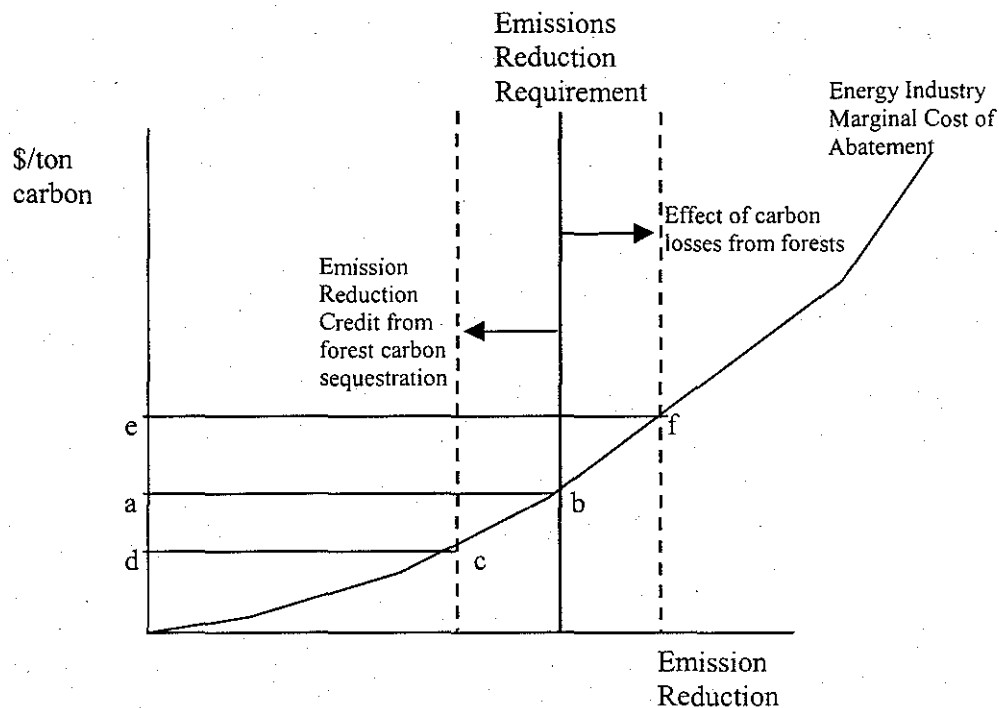 Emissions
Reduction
Requirement
Energy Industry
Marginal Cost of
Abatement
$/ton
carbon
Effect of carbon
losses from forests
Emission
Reduction
Credit from
forest carbon
sequestration
e
f
a
b
d
c
Emission
Reduction